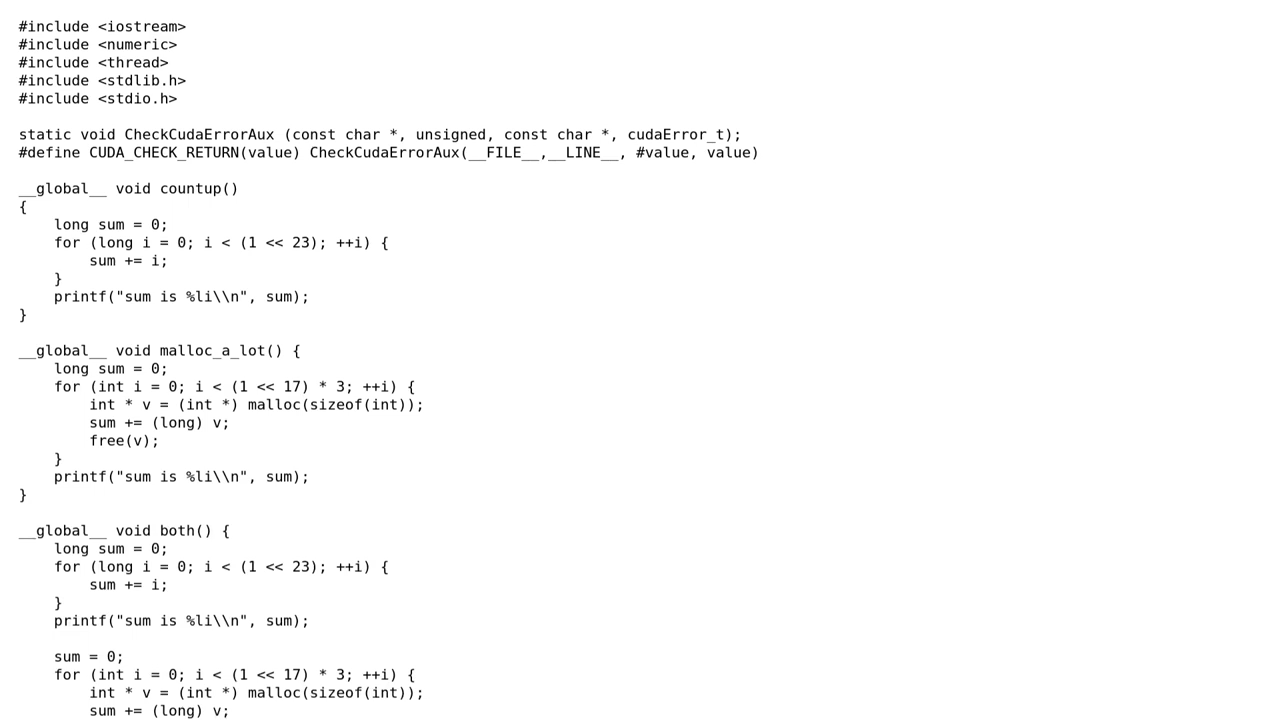 #include <iostream>
#include <numeric>
#include <thread>
#include <stdlib.h>
#include <stdio.h>

static void CheckCudaErrorAux (const char *, unsigned, const char *, cudaError_t);
#define CUDA_CHECK_RETURN(value) CheckCudaErrorAux(__FILE__,__LINE__, #value, value)

__global__ void countup()
{
    long sum = 0;
    for (long i = 0; i < (1 << 23); ++i) {
        sum += i;
    }
    printf("sum is %li\\n", sum);
}

__global__ void malloc_a_lot() {
    long sum = 0;
    for (int i = 0; i < (1 << 17) * 3; ++i) {
        int * v = (int *) malloc(sizeof(int));
        sum += (long) v;
        free(v);
    }
    printf("sum is %li\\n", sum);
}

__global__ void both() {
    long sum = 0;
    for (long i = 0; i < (1 << 23); ++i) {
        sum += i;
    }
    printf("sum is %li\\n", sum);

    sum = 0;
    for (int i = 0; i < (1 << 17) * 3; ++i) {
        int * v = (int *) malloc(sizeof(int));
        sum += (long) v;